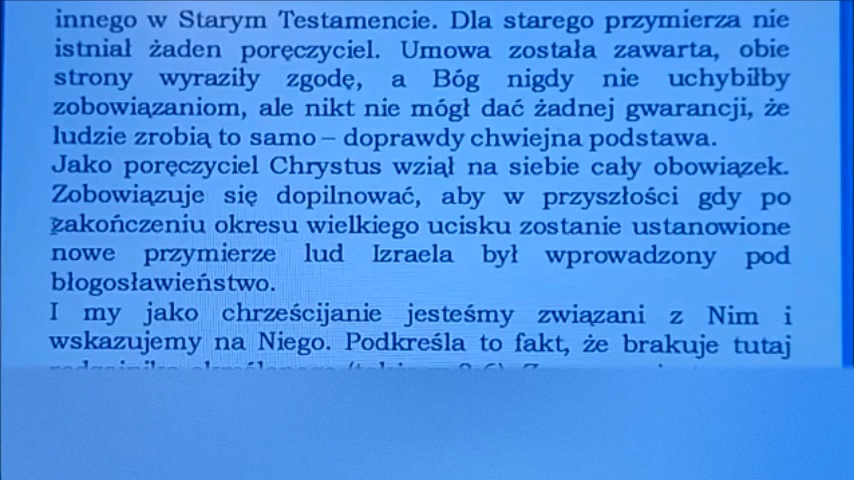 innego w Starym Testamencie. Dla starego przymierza nie
istniał żaden poręczyciel. Umowa została zawarta, obie
strony wyraziły zgodę, a Bóg nigdy nie uchybiłby
zobowiązaniom, ale nikt nie mógł dać żadnej gwarancji, że
ludzie zrobią to samo – doprawdy chwiejna podstawa.
Jako poręczyciel Chrystus wziął na siebie cały obowiązek.
Zobowiązuje się dopilnować, aby w przyszłości gdy po
zakończeniu okresu wielkiego ucisku zostanie ustanowione
nowe przymierze lud Izraela był wprowadzony pod
błogosławieństwo.
I my jako chrześcijanie jesteśmy związani z Nim i
wskazujemy na Niego. Podkreśla to fakt, że brakuje tutaj